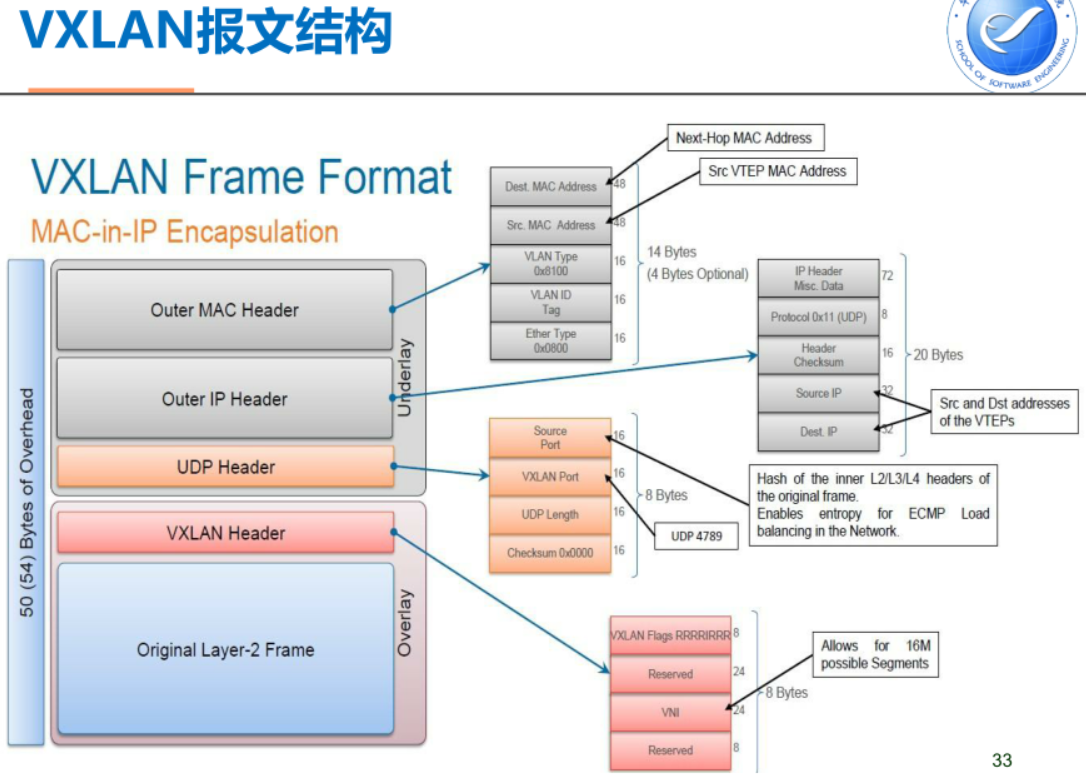 VXLAN报文结构
SCHOOL OF SOFTWARE ENGINEERING
VXLAN Frame Format
MAC-in-IP Encapsulation
50 (54) Bytes of Overhead
Outer MAC Header
Outer IP Header
UDP Header
Underlay
VXLAN Header
Original Layer-2 Frame
Overlay
Next-Hop MAC Address
Src VTEP MAC Address
Dest. MAC Address
48
Src. MAC Address
48
VLAN Type
0x8100
16
VLAN ID
Tag
16
Ether Type
0x0800
16
14 Bytes
(4 Bytes Optional)
IP Header
Misc. Data
72
Protocol 0x11 (UDP)
8
Header
Checksum
16
Source IP
32
Dest. IP
32
20 Bytes
Src and Dst addresses
of the VTEPs
Source
Port
16
VXLAN Port
16
UDP Length
16
Checksum 0x0000
16
8 Bytes
Hash of the inner L2/L3/L4 headers of
the original frame.
Enables entropy for ECMP Load
balancing in the Network.
UDP 4789
VXLAN Flags RRRRIRRR
8
Reserved
24
VNI
24
Reserved
8
8 Bytes
Allows for 16M
possible Segments
33